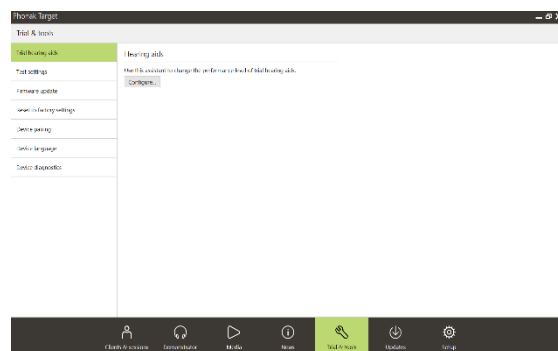 Phonak Target
Trial & tools
Trial hearing aids
Test settings
Firmware update
Reset to factory settings
Device pairing
Device language
Device diagnostics
Hearing aids
Use this assistant to change the performance level of trial hearing aids.
Configure...
Clients & sessions
Demonstrator
Media
News
Trial & tools
Updates
Setup